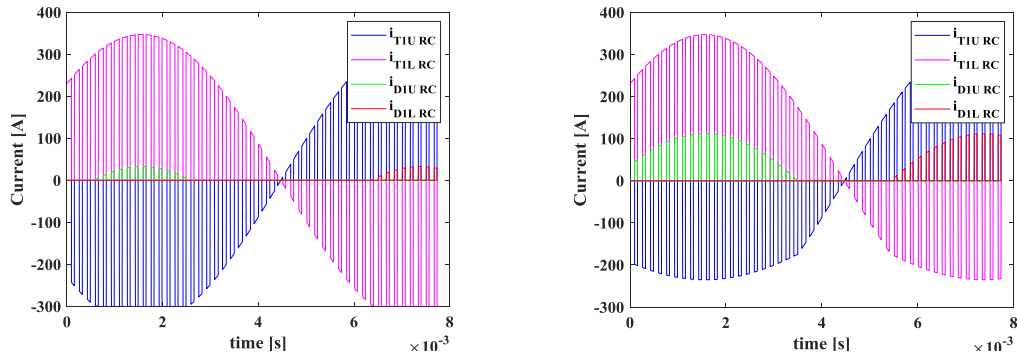 400
300
200
100
0
-100
-200
-300
Current [A]
0
2
4
6
8
time [s]
×10⁻³
i_T1U RC
i_T1L RC
i_D1U RC
i_D1L RC
400
300
200
100
0
-100
-200
-300
Current [A]
0
2
4
6
8
time [s]
×10⁻³
i_T1U RC
i_T1L RC
i_D1U RC
i_D1L RC